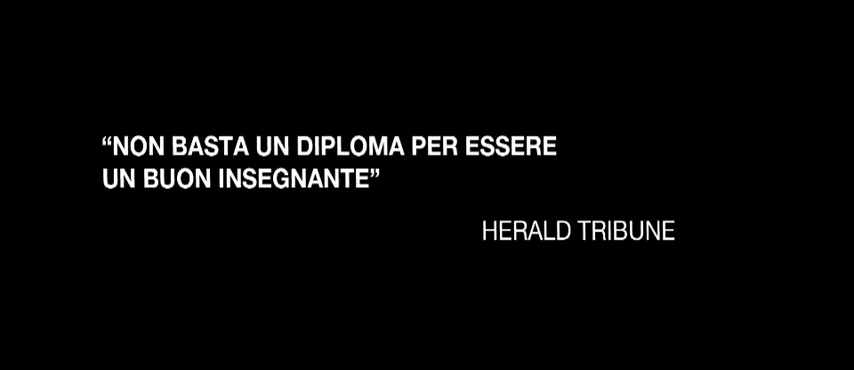 “NON BASTA UN DIPLOMA PER ESSERE
UN BUON INSEGNANTE”
HERALD TRIBUNE